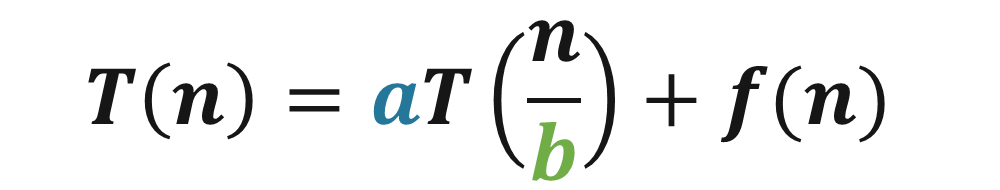 T(n) = aT(n/b) + f(n)